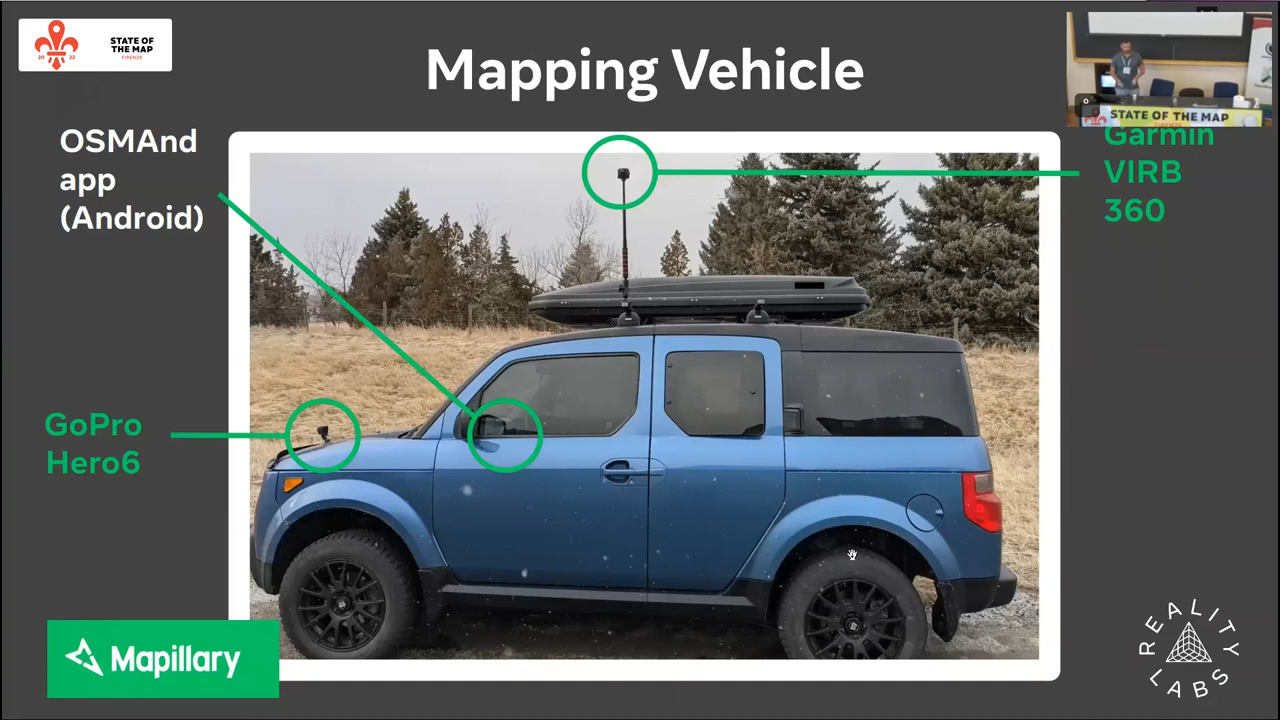 20 22
STATE OF
THE MAP
FIRENZE
Mapping Vehicle
STATE OF THE MAP
FIRENZE
OSMAnd
app
(Android)
Garmin
VIRB
360
GoPro
Hero6
Mapillary
REALITY
LABS